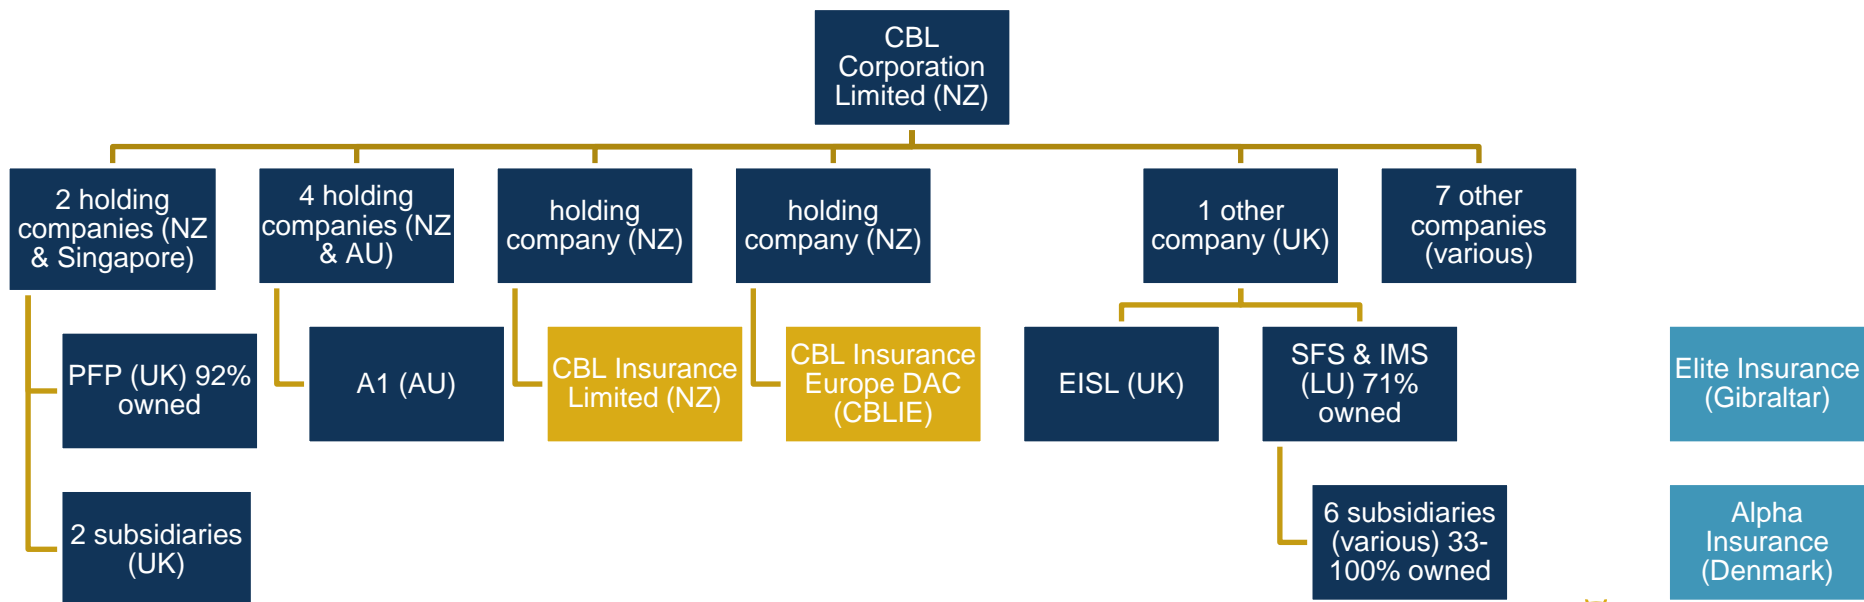 CBL
Corporation
Limited (NZ)
2 holding
companies (NZ
& Singapore)
4 holding
companies (NZ
& AU)
holding
company (NZ)
holding
company (NZ)
1 other
company (UK)
7 other
companies
(various)
PFP (UK) 92%
owned
A1 (AU)
CBL Insurance
Limited (NZ)
CBL Insurance
Europe DAC
(CBLIE)
EISL (UK)
SFS & IMS
(LU) 71%
owned
Elite Insurance
(Gibraltar)
2 subsidiaries
(UK)
6 subsidiaries
(various) 33-
100% owned
Alpha
Insurance
(Denmark)